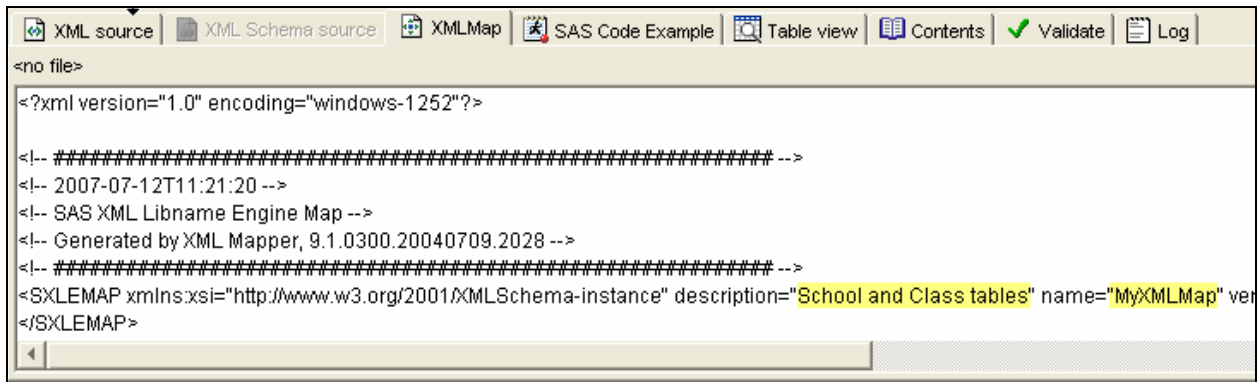 XML source XML Schema source XMLMap SAS Code Example Table view Contents Validate Log
<no file>
<?xml version="1.0" encoding="windows-1252"?>
<!-- ############################################################ -->
<!-- 2007-07-12T11:21:20 -->
<!-- SAS XML Libname Engine Map -->
<!-- Generated by XML Mapper, 9.1.0300.20040709.2028 -->
<!-- ############################################################ -->
<SXLEMAP xmlns:xsi="http://www.w3.org/2001/XMLSchema-instance" description="School and Class tables" name="MyXMLMap" ver
</SXLEMAP>